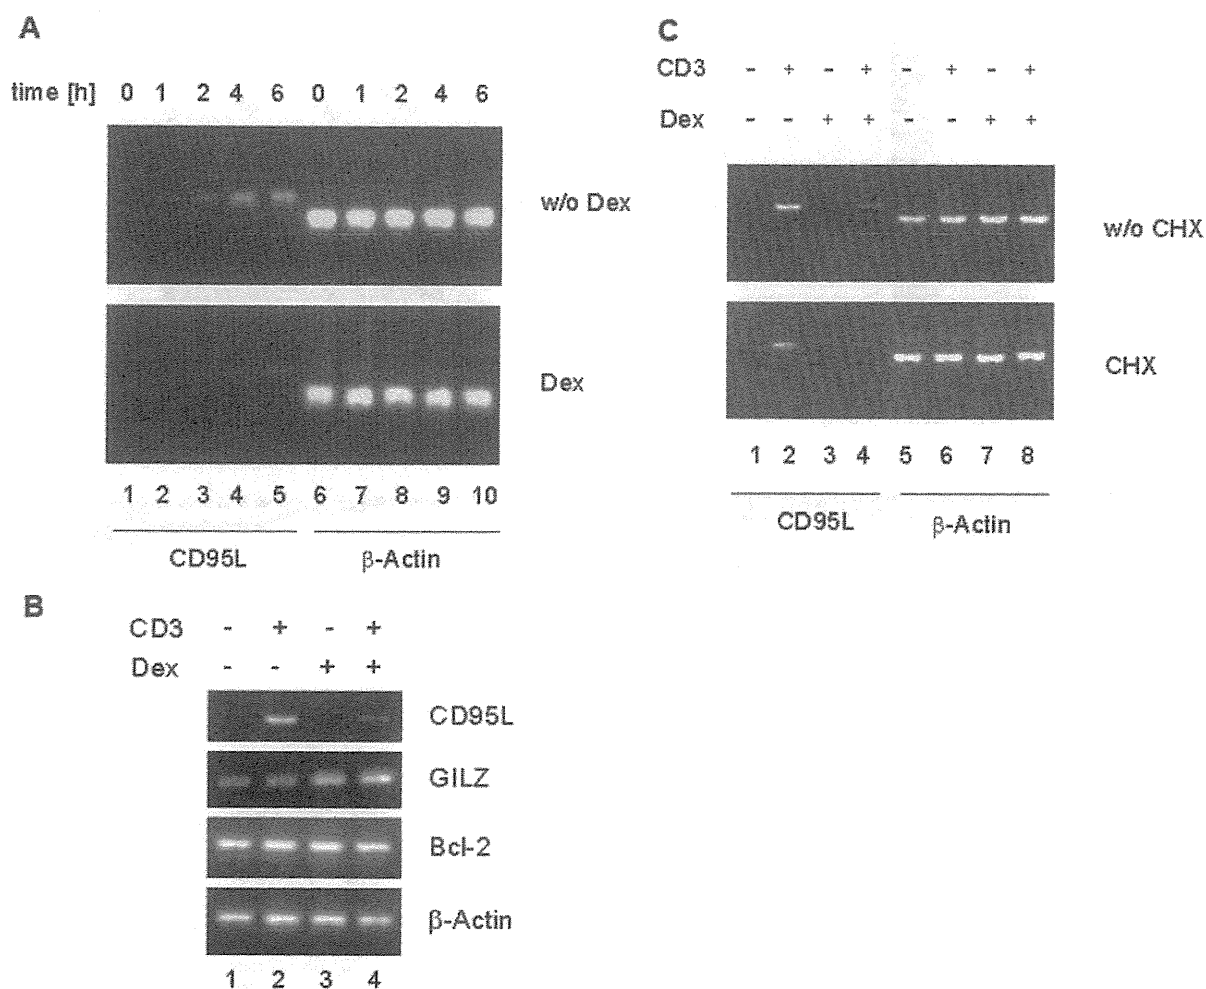 A
time [h] 0 1 2 4 6 0 1 2 4 6
w/o Dex
Dex
1 2 3 4 5 6 7 8 9 10
CD95L β-Actin
B
CD3 - + - +
Dex - - + +
CD95L
GILZ
Bcl-2
β-Actin
1 2 3 4
C
CD3 - + - + - + - +
Dex - - + + - - + +
w/o CHX
CHX
1 2 3 4 5 6 7 8
CD95L β-Actin